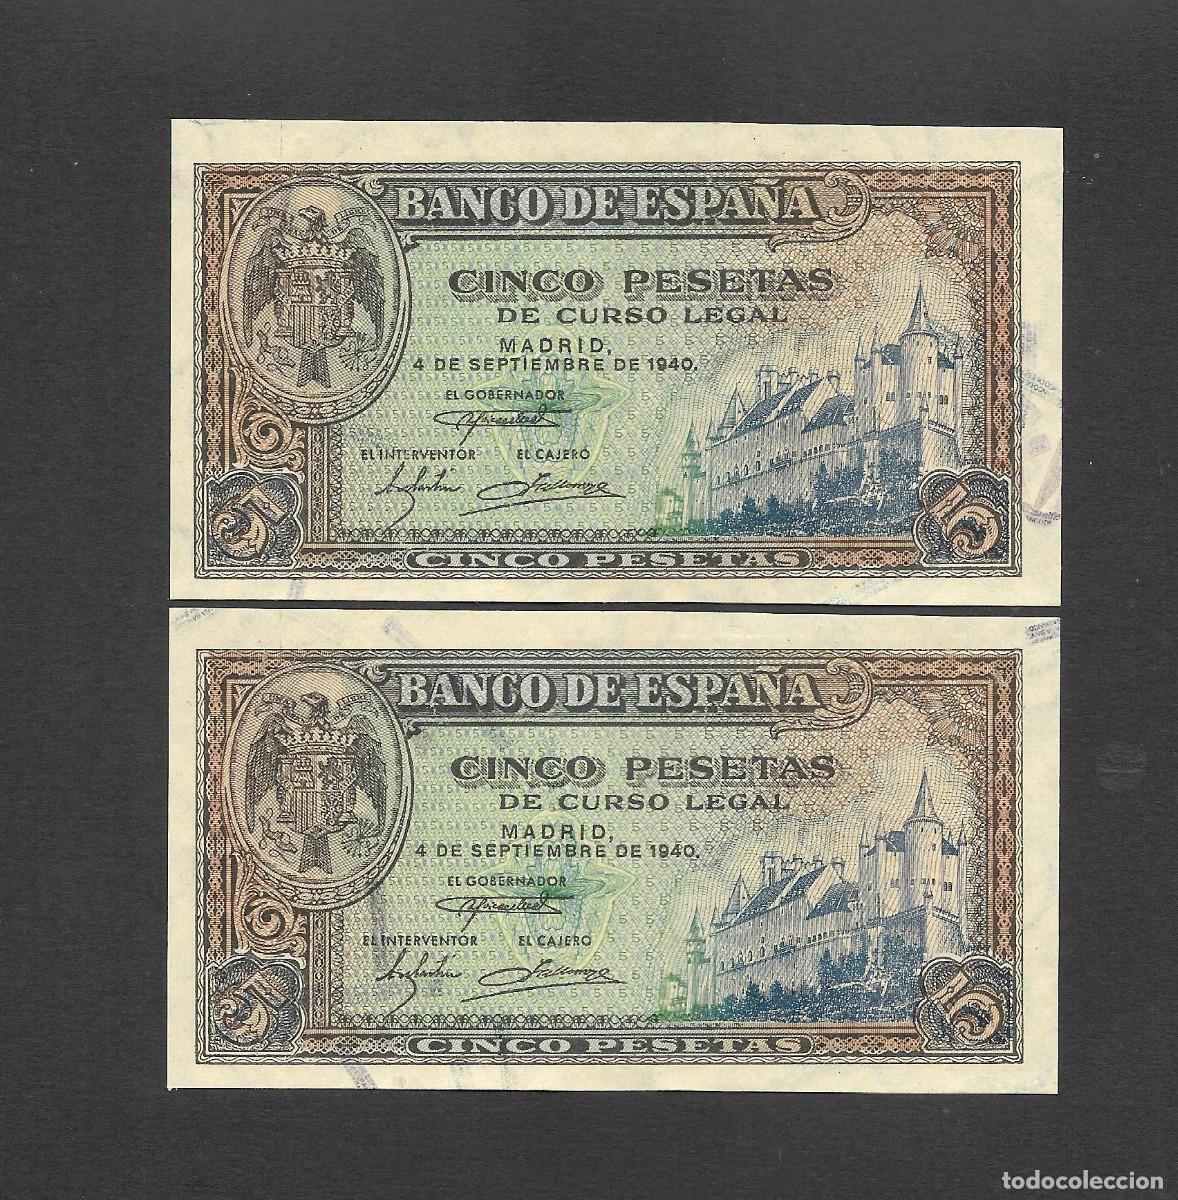 BANCO DE ESPAÑA
CINCO PESETAS
DE CURSO LEGAL
MADRID,
4 DE SEPTIEMBRE DE 1940.
EL GOBERNADOR
EL INTERVENTOR EL CAJERO
5 5
CINCO PESETAS
BANCO DE ESPAÑA
CINCO PESETAS
DE CURSO LEGAL
MADRID,
4 DE SEPTIEMBRE DE 1940.
EL GOBERNADOR
EL INTERVENTOR EL CAJERO
5 5
CINCO PESETAS
todocoleccion